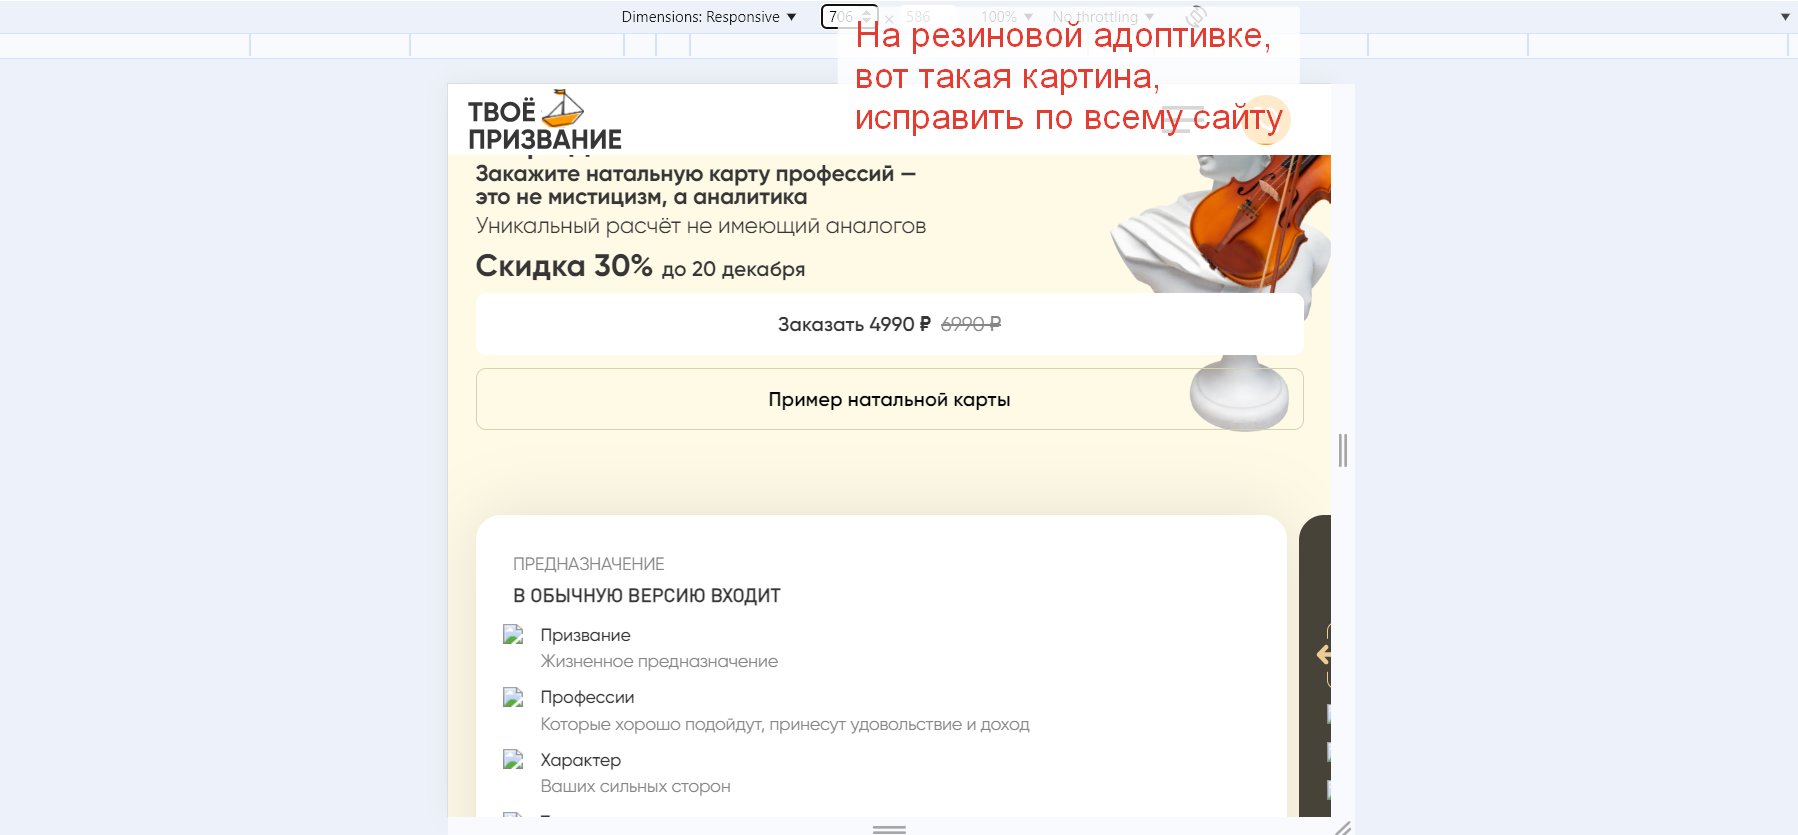 Dimensions: Responsive 706 × 586 100% No throttling
На резиновой адоптивке,
вот такая картина,
исправить по всему сайту
ТВОЁ
ПРИЗВАНИЕ
Закажите натальную карту профессий —
это не мистицизм, а аналитика
Уникальный расчёт не имеющий аналогов
Скидка 30% до 20 декабря
Заказать 4990 ₽ 6990 ₽
Пример натальной карты
ПРЕДНАЗНАЧЕНИЕ
В ОБЫЧНУЮ ВЕРСИЮ ВХОДИТ
Призвание
Жизненное предназначение
Профессии
Которые хорошо подойдут, принесут удовольствие и доход
Характер
Ваших сильных сторон